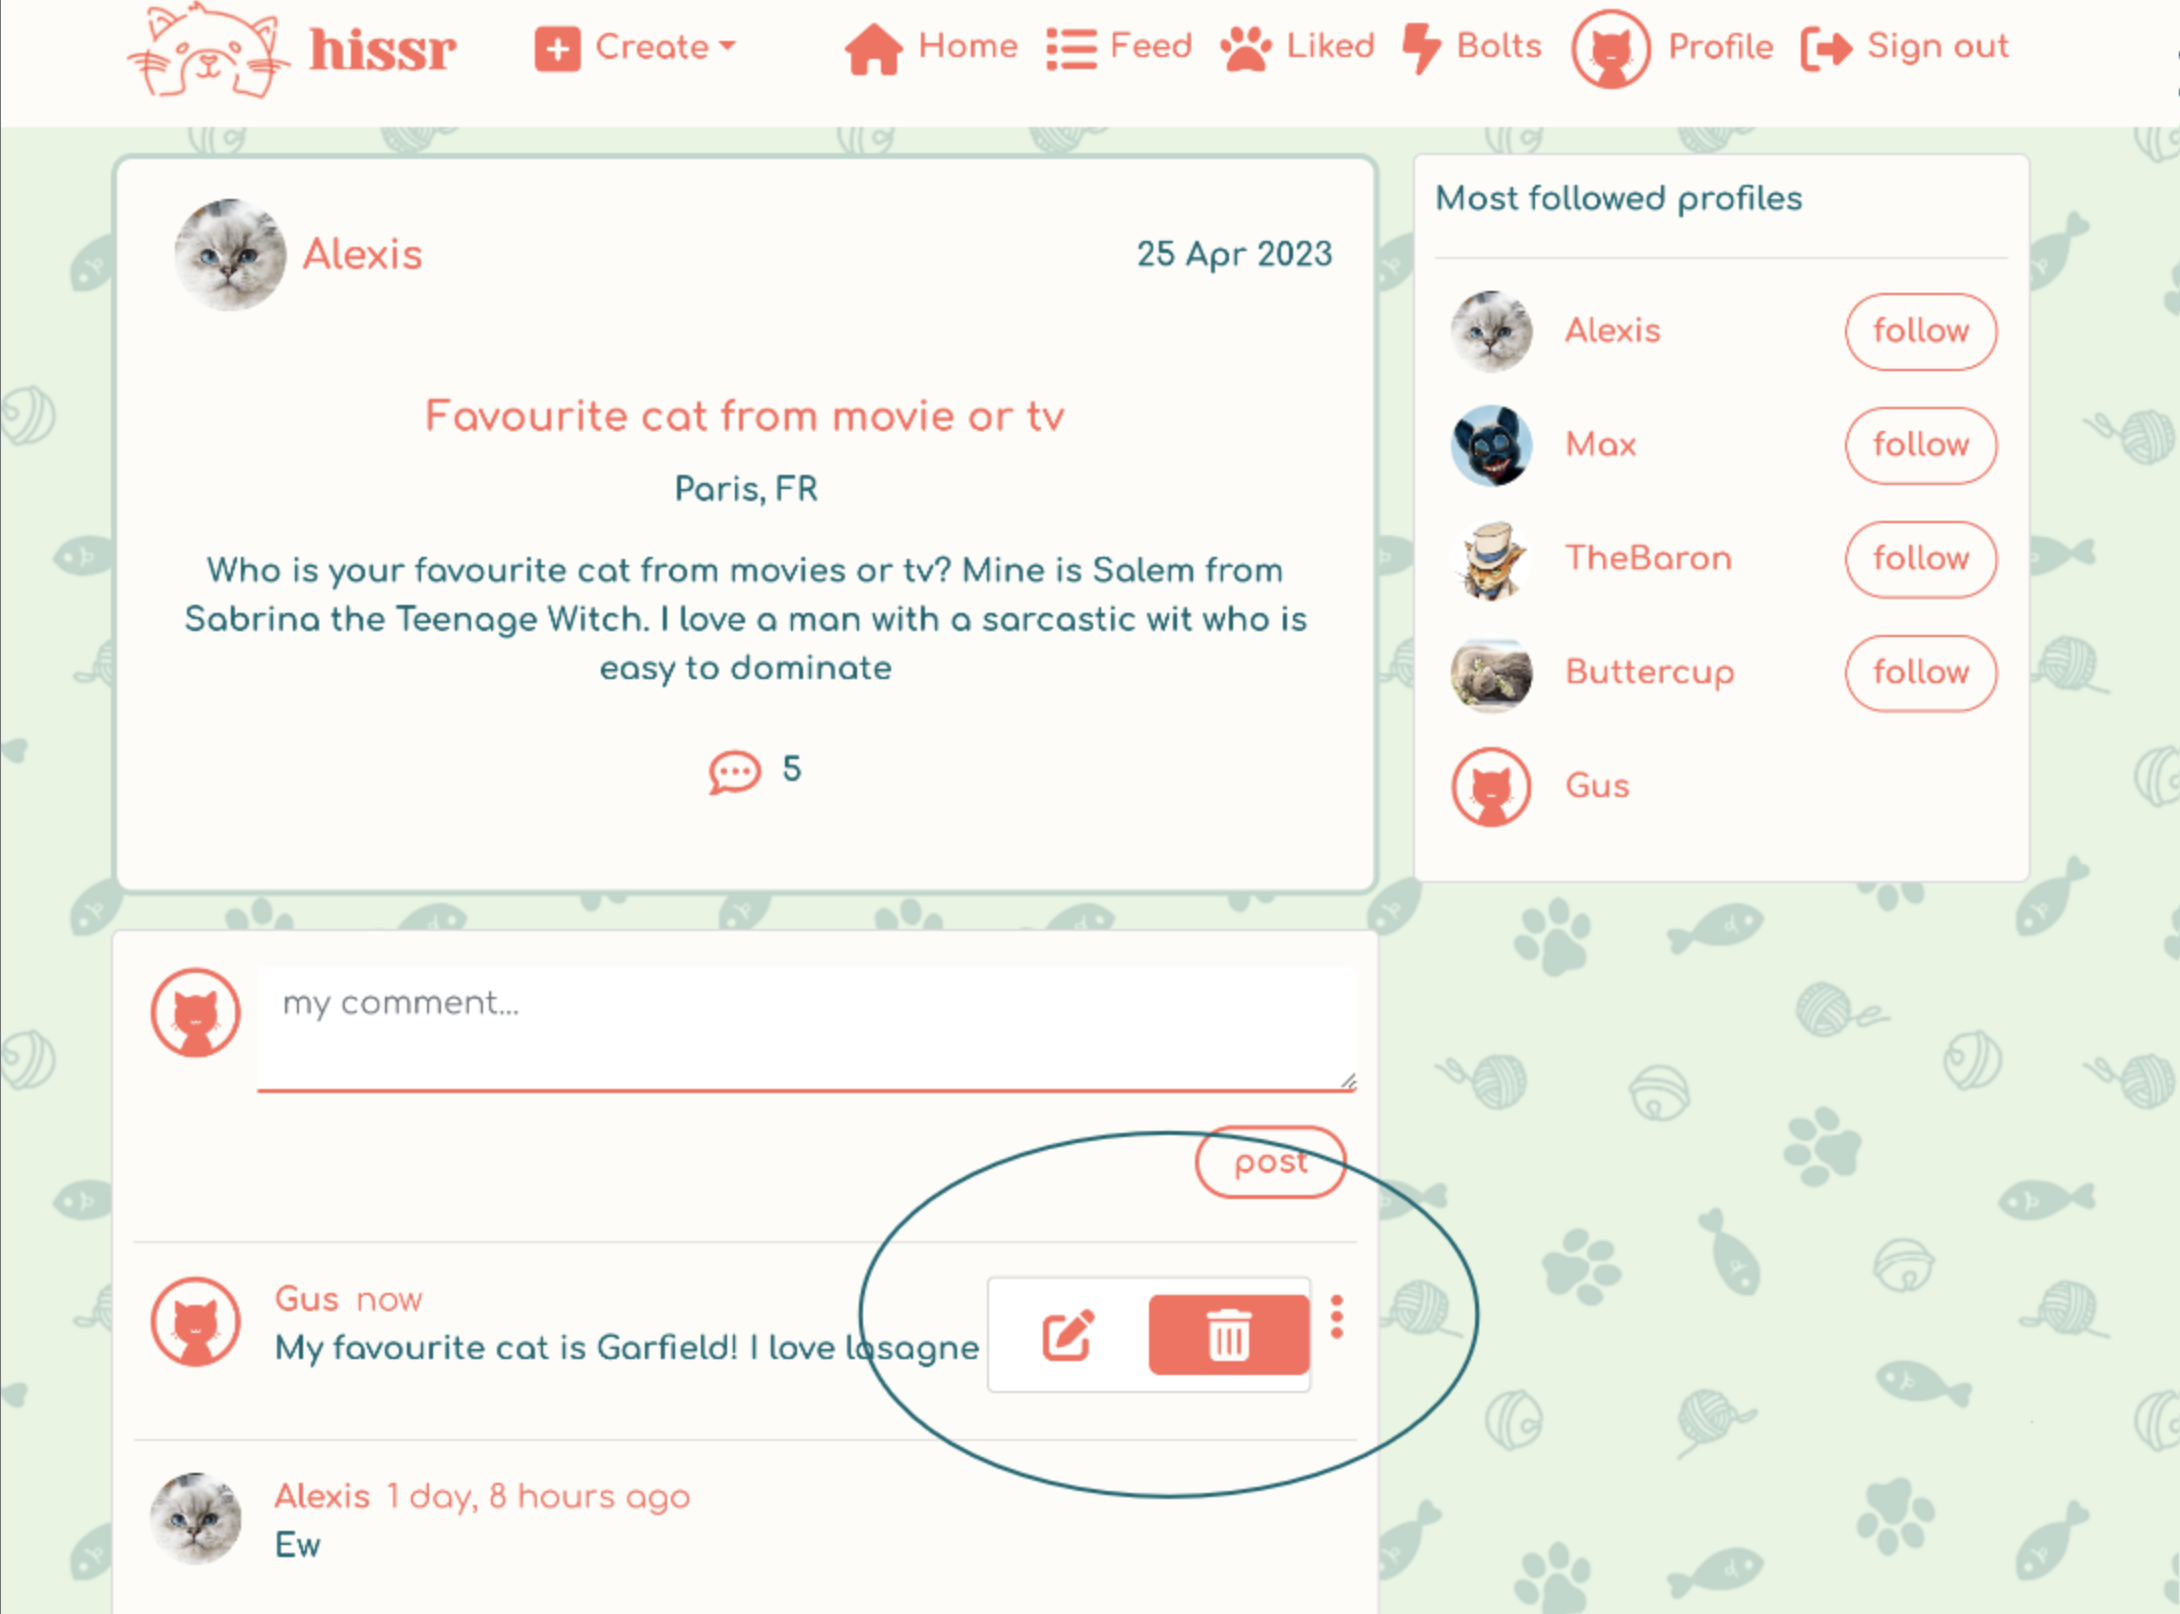 hissr
Create
Home
Feed
Liked
Bolts
Profile
Sign out
Alexis
25 Apr 2023
Favourite cat from movie or tv
Paris, FR
Who is your favourite cat from movies or tv? Mine is Salem from
Sabrina the Teenage Witch. I love a man with a sarcastic wit who is
easy to dominate
5
Most followed profiles
Alexis follow
Max follow
TheBaron follow
Buttercup follow
Gus
my comment...
post
Gus now
My favourite cat is Garfield! I love lasagne
Alexis 1 day, 8 hours ago
Ew